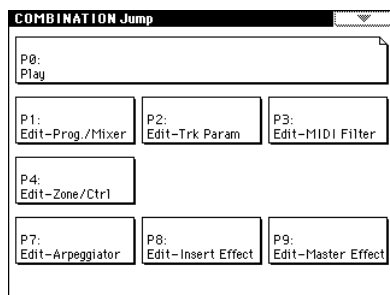 COMBINATION Jump
P0:
Play
P1:
Edit-Prog./Mixer
P2:
Edit-Trk Param
P3:
Edit-MIDI Filter
P4:
Edit-Zone/Ctrl
P7:
Edit-Arpeggiator
P8:
Edit-Insert Effect
P9:
Edit-Master Effect